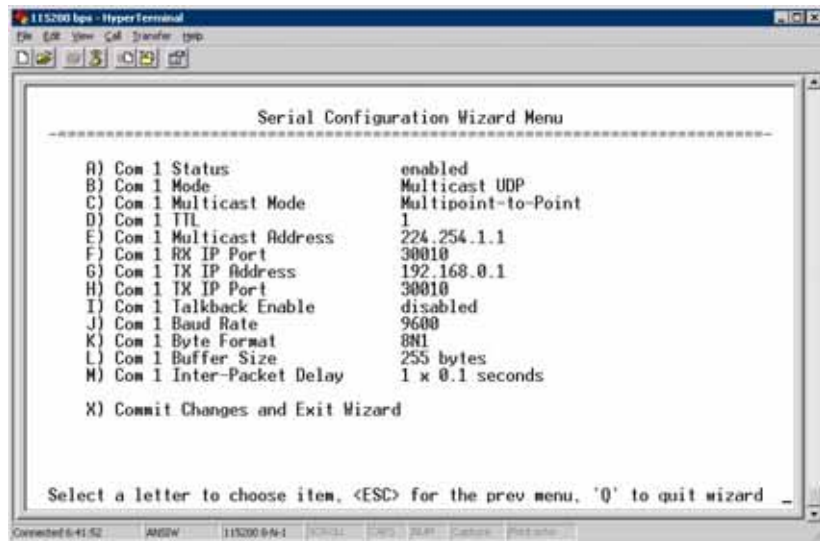 115200 bps - HyperTerminal
File Edit View Call Transfer Help
Serial Configuration Wizard Menu
A) Com 1 Status enabled
B) Com 1 Mode Multicast UDP
C) Com 1 Multicast Mode Multipoint-to-Point
D) Com 1 TTL 1
E) Com 1 Multicast Address 224.254.1.1
F) Com 1 RX IP Port 30010
G) Com 1 TX IP Address 192.168.0.1
H) Com 1 TX IP Port 30010
I) Com 1 Talkback Enable disabled
J) Com 1 Baud Rate 9600
K) Com 1 Byte Format 8N1
L) Com 1 Buffer Size 255 bytes
M) Com 1 Inter-Packet Delay 1 x 0.1 seconds
X) Commit Changes and Exit Wizard
Select a letter to choose item, <ESC> for the prev menu, 'Q' to quit wizard _
Connected 6:41:52 ANSIW 115200 8-N-1 SCROLL CAPS NUM Capture Print echo